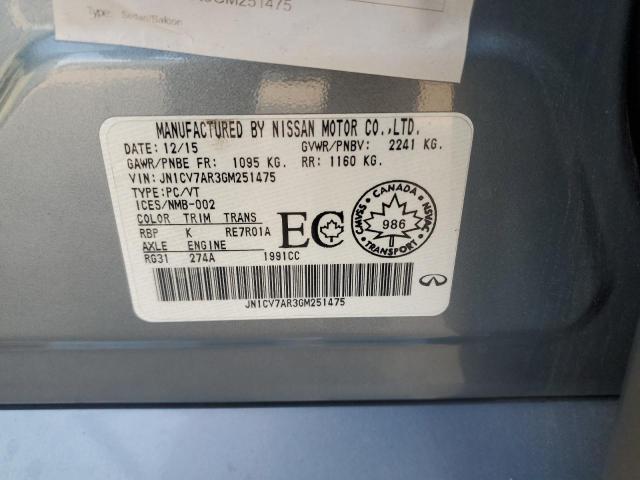 GM251475
Type: Sedan/Saloon
MANUFACTURED BY NISSAN MOTOR CO.,LTD.
DATE: 12/15 GVWR/PNBV: 2241 KG.
GAWR/PNBE FR: 1095 KG. RR: 1160 KG.
VIN: JN1CV7AR3GM251475
TYPE: PC/VT
ICES/NMB-002
COLOR TRIM TRANS
RBP K RE7R01A
AXLE ENGINE
RG31 274A 1991CC
EC
CANADA
CMVSS 986 NSVAC
TRANSPORT
JN1CV7AR3GM251475